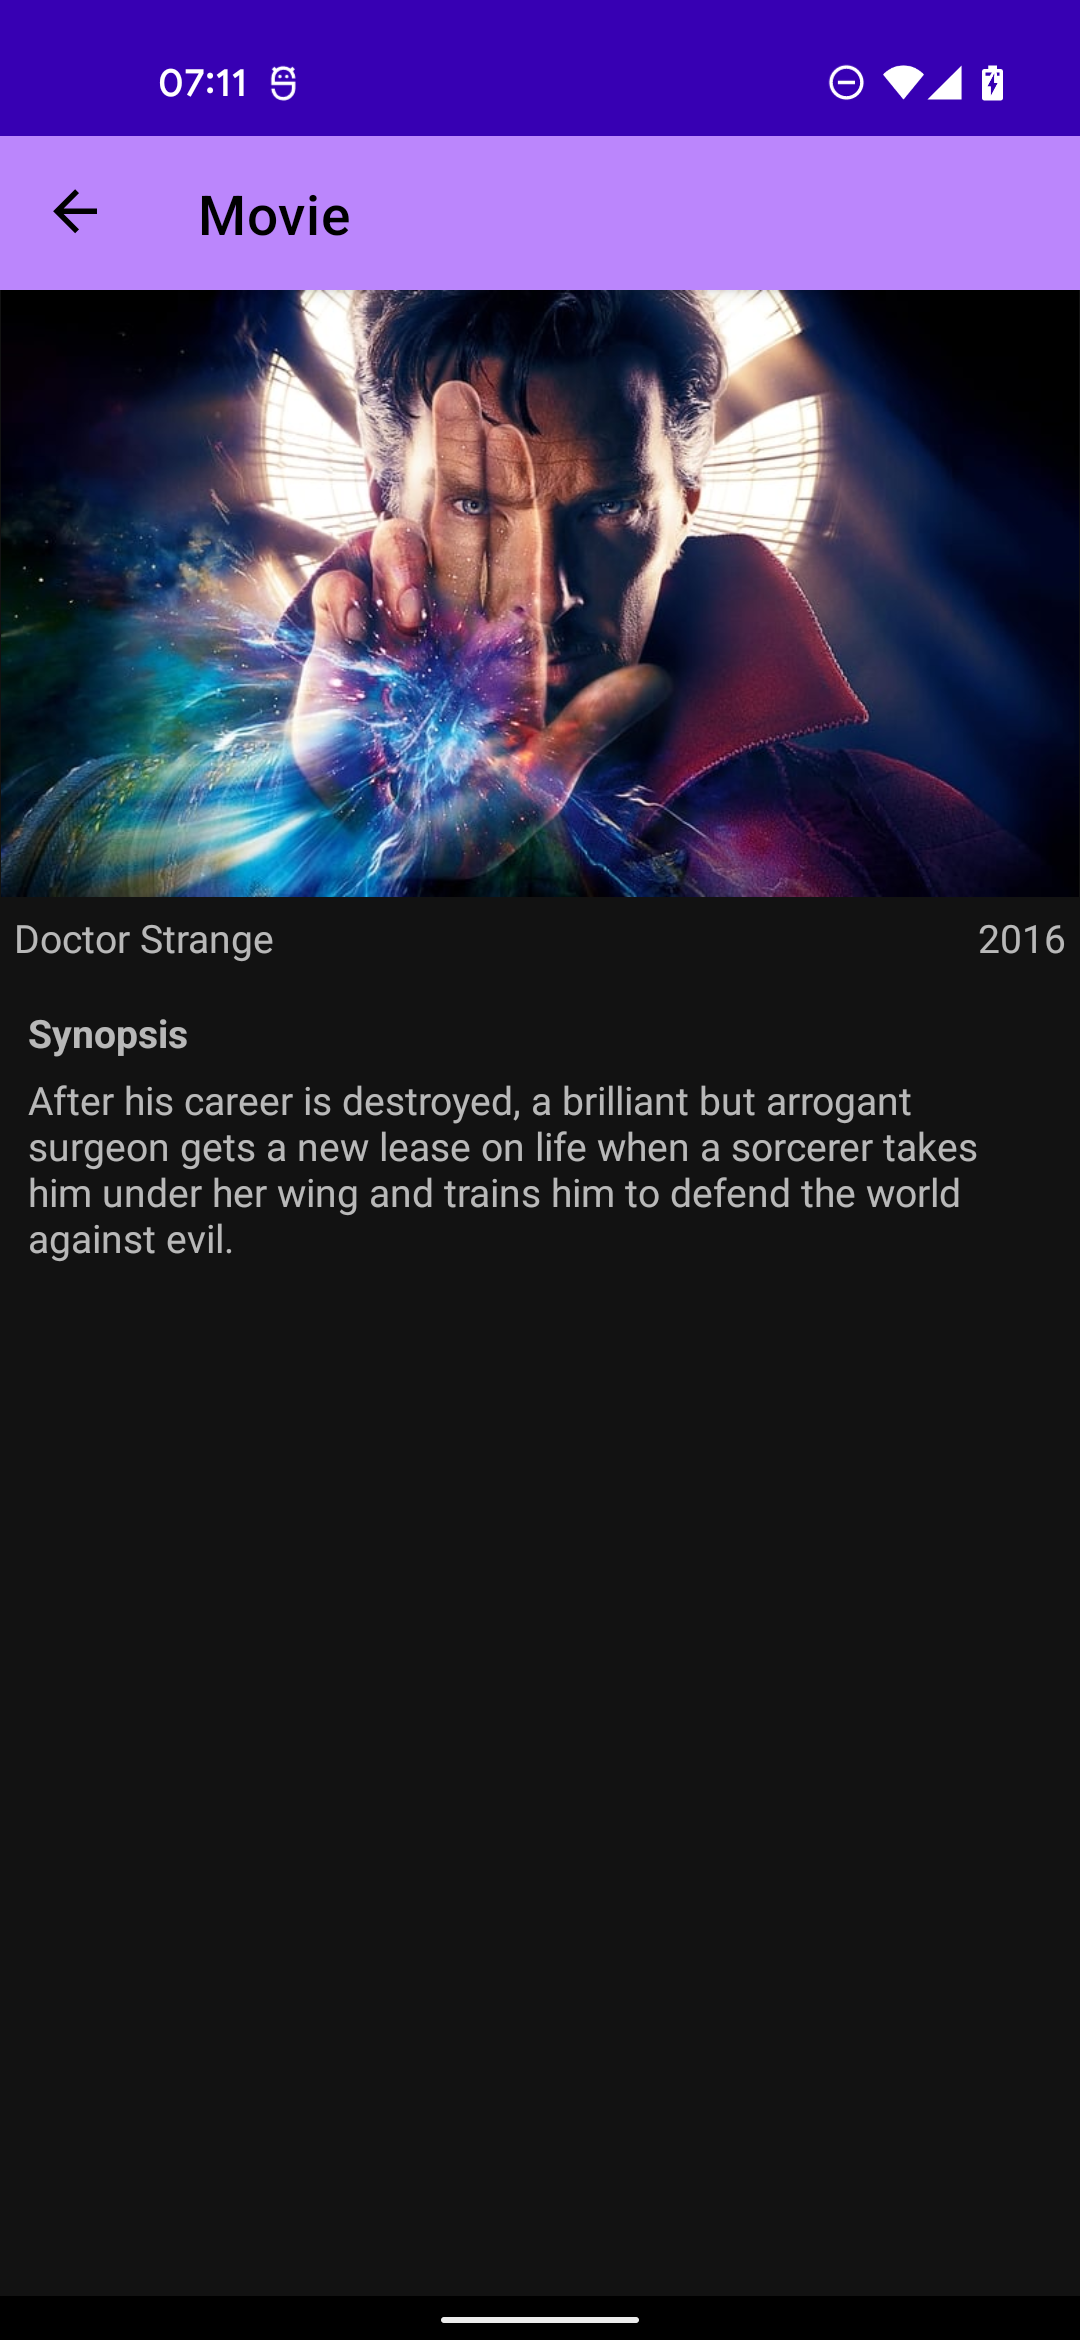 07:11
Movie
Doctor Strange 2016
Synopsis
After his career is destroyed, a brilliant but arrogant
surgeon gets a new lease on life when a sorcerer takes
him under her wing and trains him to defend the world
against evil.